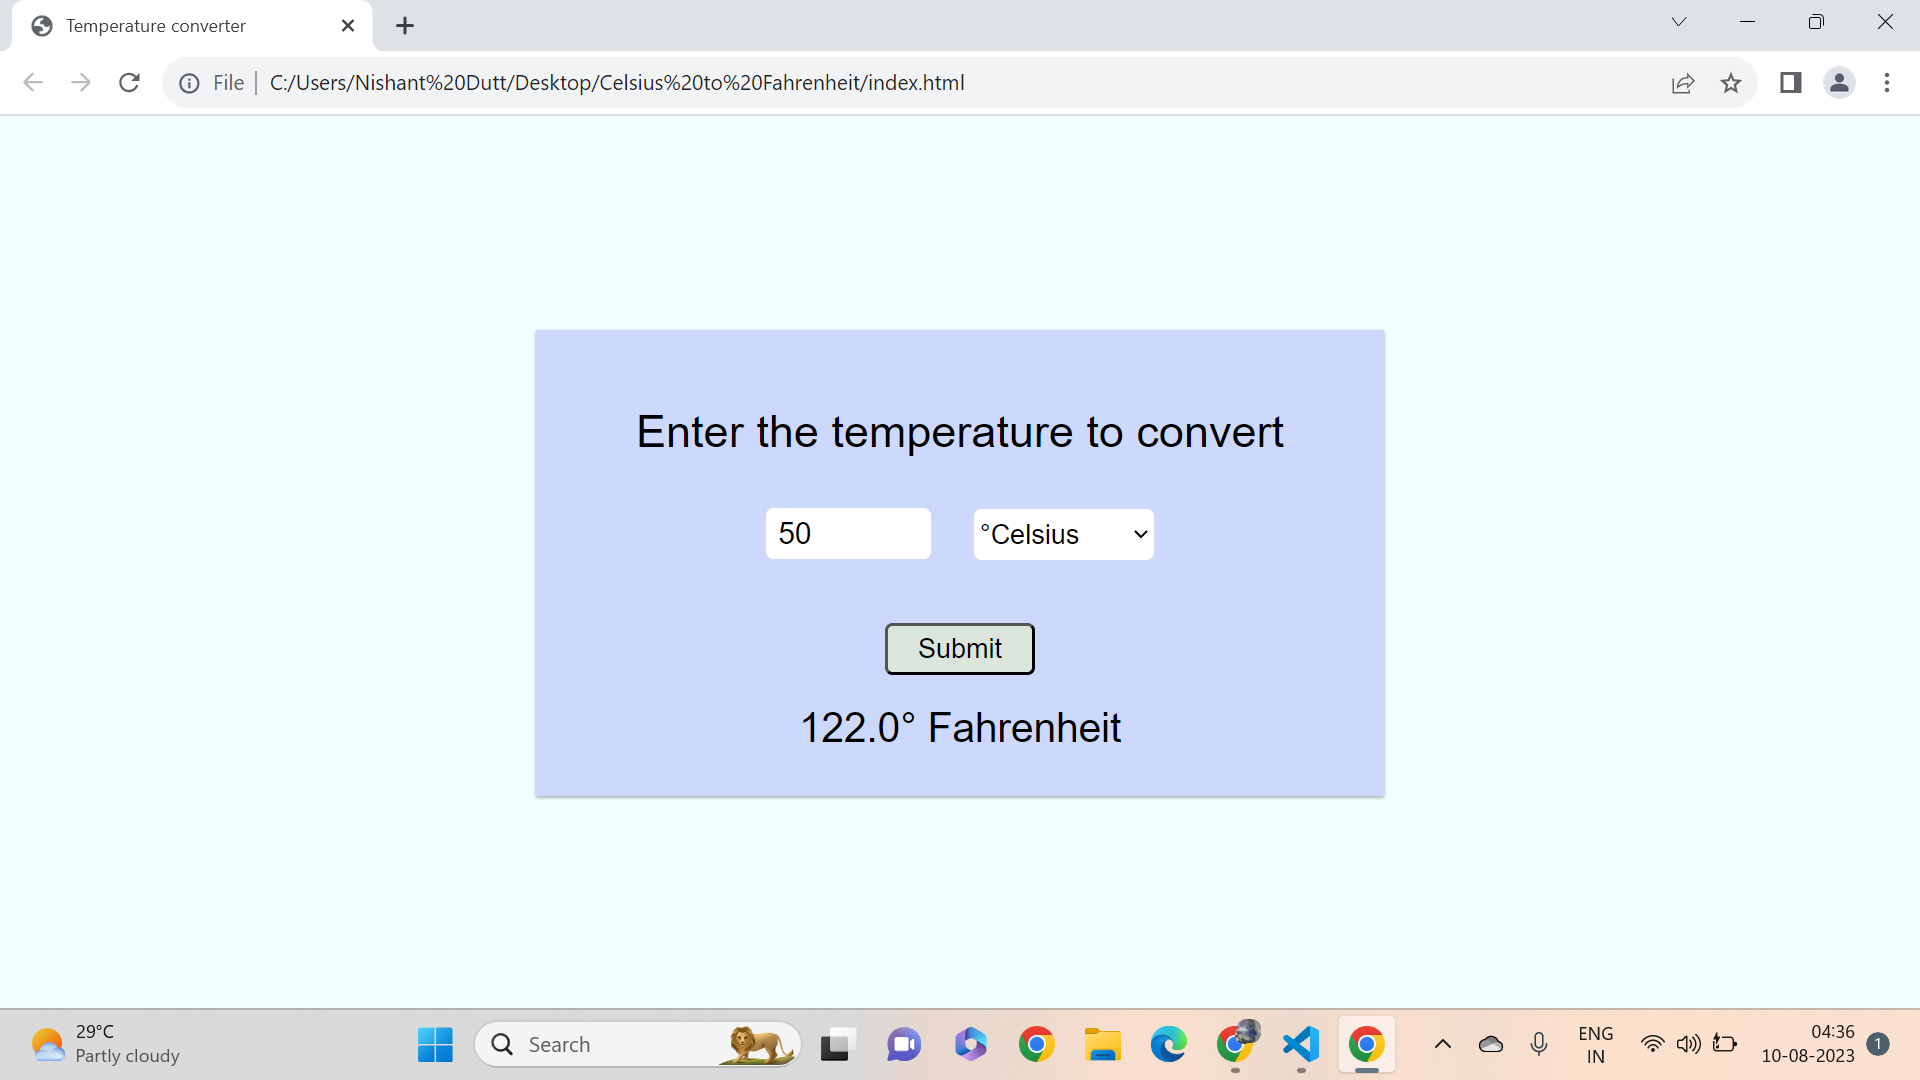 Temperature converter
File
C:/Users/Nishant%20Dutt/Desktop/Celsius%20to%20Fahrenheit/index.html
Enter the temperature to convert
50
°Celsius
Submit
122.0° Fahrenheit
29°C
Partly cloudy
Search
ENG
IN
04:36
10-08-2023
1